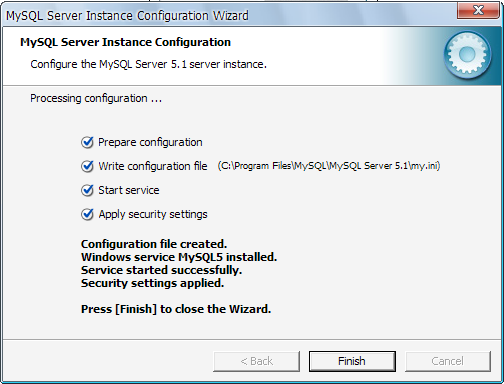 MySQL Server Instance Configuration Wizard
MySQL Server Instance Configuration
Configure the MySQL Server 5.1 server instance.
Processing configuration ...
Prepare configuration
Write configuration file (C:\Program Files\MySQL\MySQL Server 5.1\my.ini)
Start service
Apply security settings
Configuration file created.
Windows service MySQL5 installed.
Service started successfully.
Security settings applied.
Press [Finish] to close the Wizard.
< Back Finish Cancel